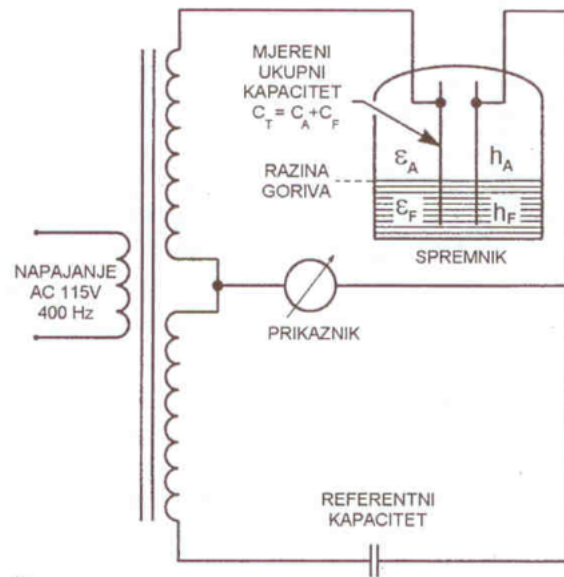 MJERENI
UKUPNI
KAPACITET
C_T = C_A + C_F
ε_A
h_A
RAZINA
GORIVA
ε_F
h_F
SPREMNIK
NAPAJANJE
AC 115V
400 Hz
PRIKAZNIK
REFERENTNI
KAPACITET